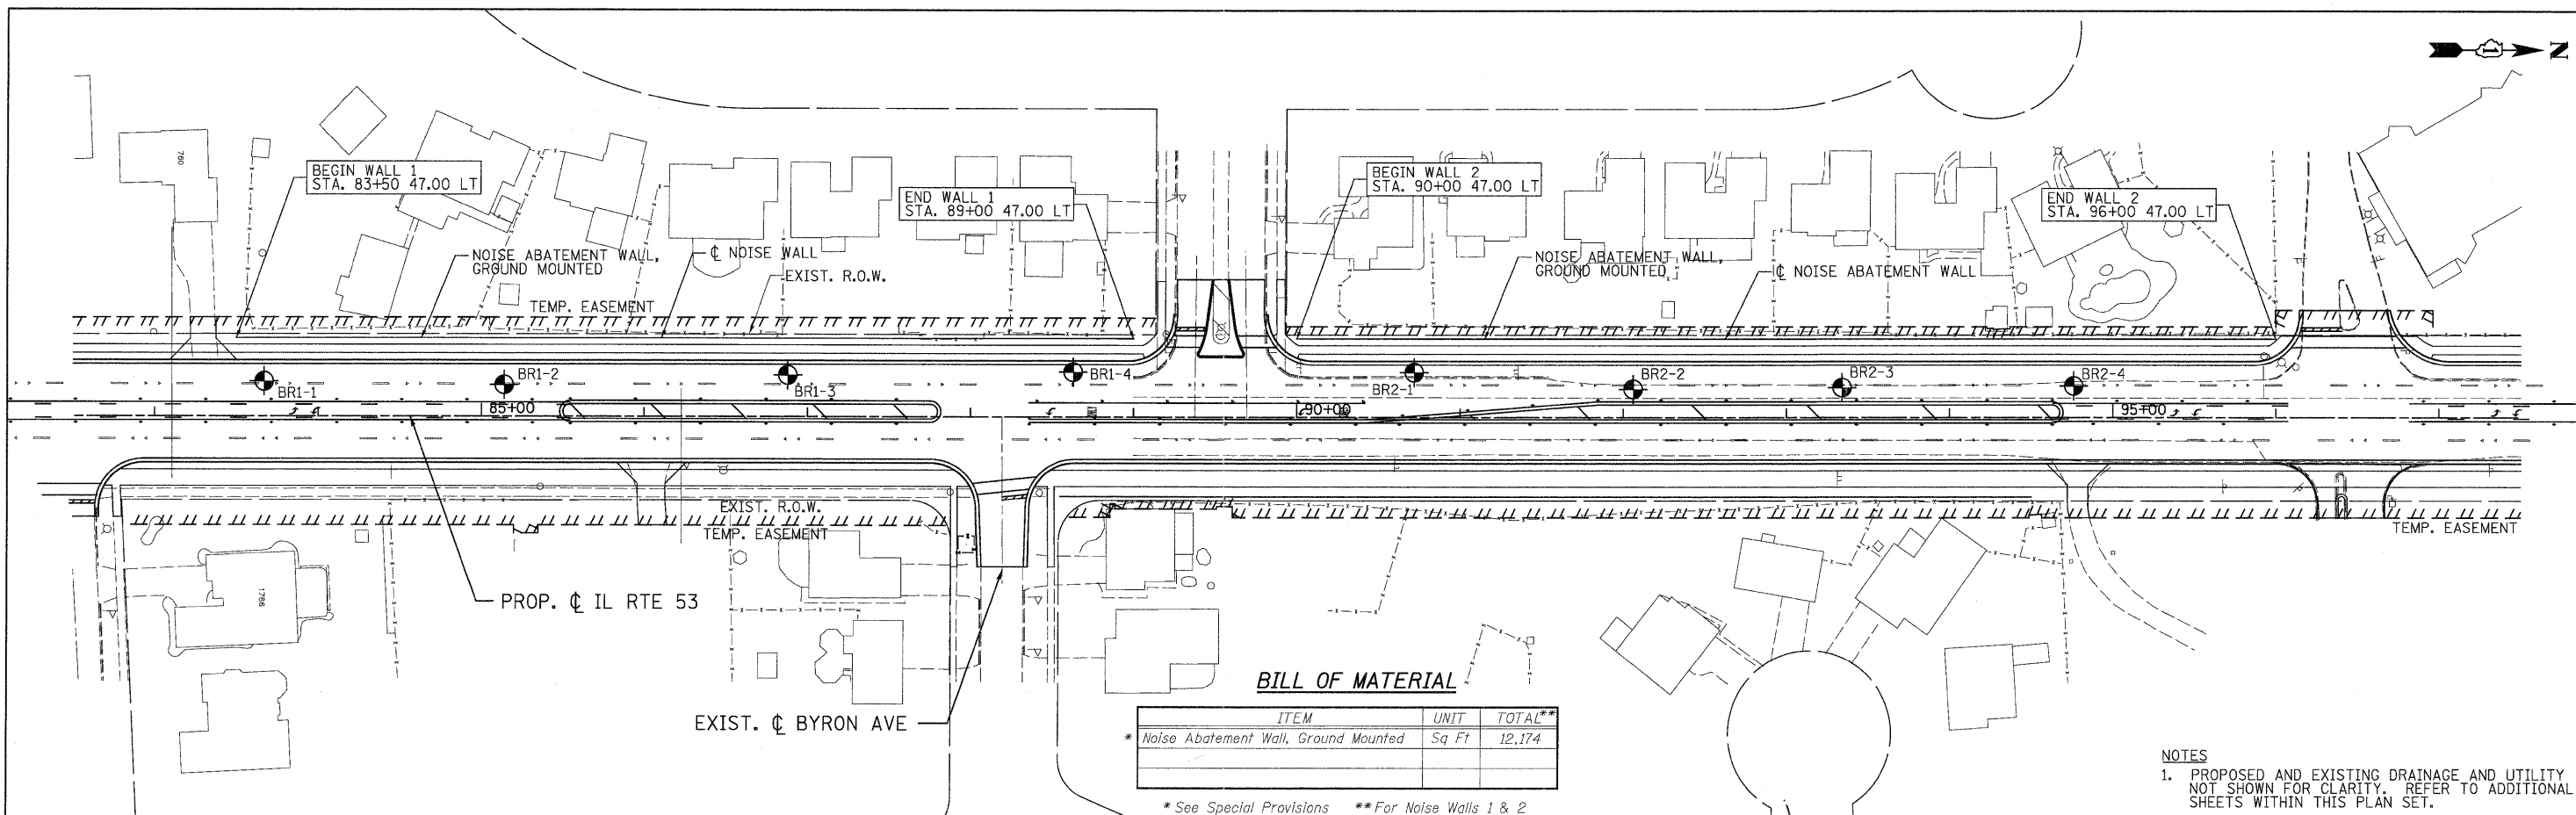 N
760
BEGIN WALL 1
STA. 83+50 47.00 LT
END WALL 1
STA. 89+00 47.00 LT
BEGIN WALL 2
STA. 90+00 47.00 LT
END WALL 2
STA. 96+00 47.00 LT
NOISE ABATEMENT WALL,
GROUND MOUNTED
℄ NOISE WALL
EXIST. R.O.W.
TEMP. EASEMENT
NOISE ABATEMENT WALL,
GROUND MOUNTED
℄ NOISE ABATEMENT WALL
BR1-1
BR1-2
BR1-3
BR1-4
BR2-1
BR2-2
BR2-3
BR2-4
85+00
90+00
95+00
EXIST. R.O.W.
TEMP. EASEMENT
TEMP. EASEMENT
1786
PROP. ℄ IL RTE 53
EXIST. ℄ BYRON AVE
BILL OF MATERIAL
ITEM UNIT TOTAL**
* Noise Abatement Wall, Ground Mounted Sq Ft 12,174
* See Special Provisions ** For Noise Walls 1 & 2
NOTES
1. PROPOSED AND EXISTING DRAINAGE AND UTILITY
NOT SHOWN FOR CLARITY. REFER TO ADDITIONAL
SHEETS WITHIN THIS PLAN SET.